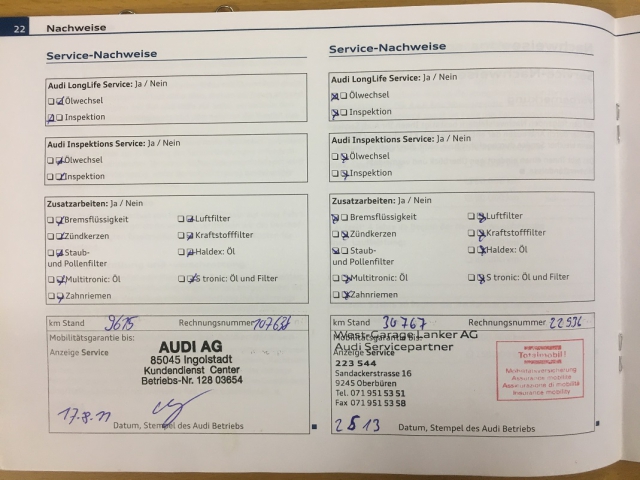 22 Nachweise
Service-Nachweise
Audi LongLife Service: Ja / Nein
Ölwechsel
Inspektion
Audi Inspektions Service: Ja / Nein
Ölwechsel
Inspektion
Zusatzarbeiten: Ja / Nein
Bremsflüssigkeit Luftfilter
Zündkerzen Kraftstofffilter
Staub- Haldex: Öl
und Pollenfilter
Multitronic: Öl S tronic: Öl und Filter
Zahnriemen
km Stand 9615 Rechnungsnummer
Mobilitätsgarantie bis:
Anzeige Service
AUDI AG
85045 Ingolstadt
Kundendienst Center
Betriebs-Nr. 128 03654
17.8.11
Datum, Stempel des Audi Betriebs
Service-Nachweise
Audi LongLife Service: Ja / Nein
Ölwechsel
Inspektion
Audi Inspektions Service: Ja / Nein
Ölwechsel
Inspektion
Zusatzarbeiten: Ja / Nein
Bremsflüssigkeit Luftfilter
Zündkerzen Kraftstofffilter
Staub- Haldex: Öl
und Pollenfilter
Multitronic: Öl S tronic: Öl und Filter
Zahnriemen
km Stand 30767 Rechnungsnummer 22536
Mobilitätsgarantie bis:
West-Garage Lanker AG
Audi Servicepartner
Anzeige Service
223 544
Sandackerstrasse 16
9245 Oberbüren
Tel. 071 951 53 51
Fax 071 951 53 58
Totalmobil!
Mobilitätsversicherung
Assurance mobilité
Assicurazione di mobilità
Insurance mobility
2 5 13
Datum, Stempel des Audi Betriebs